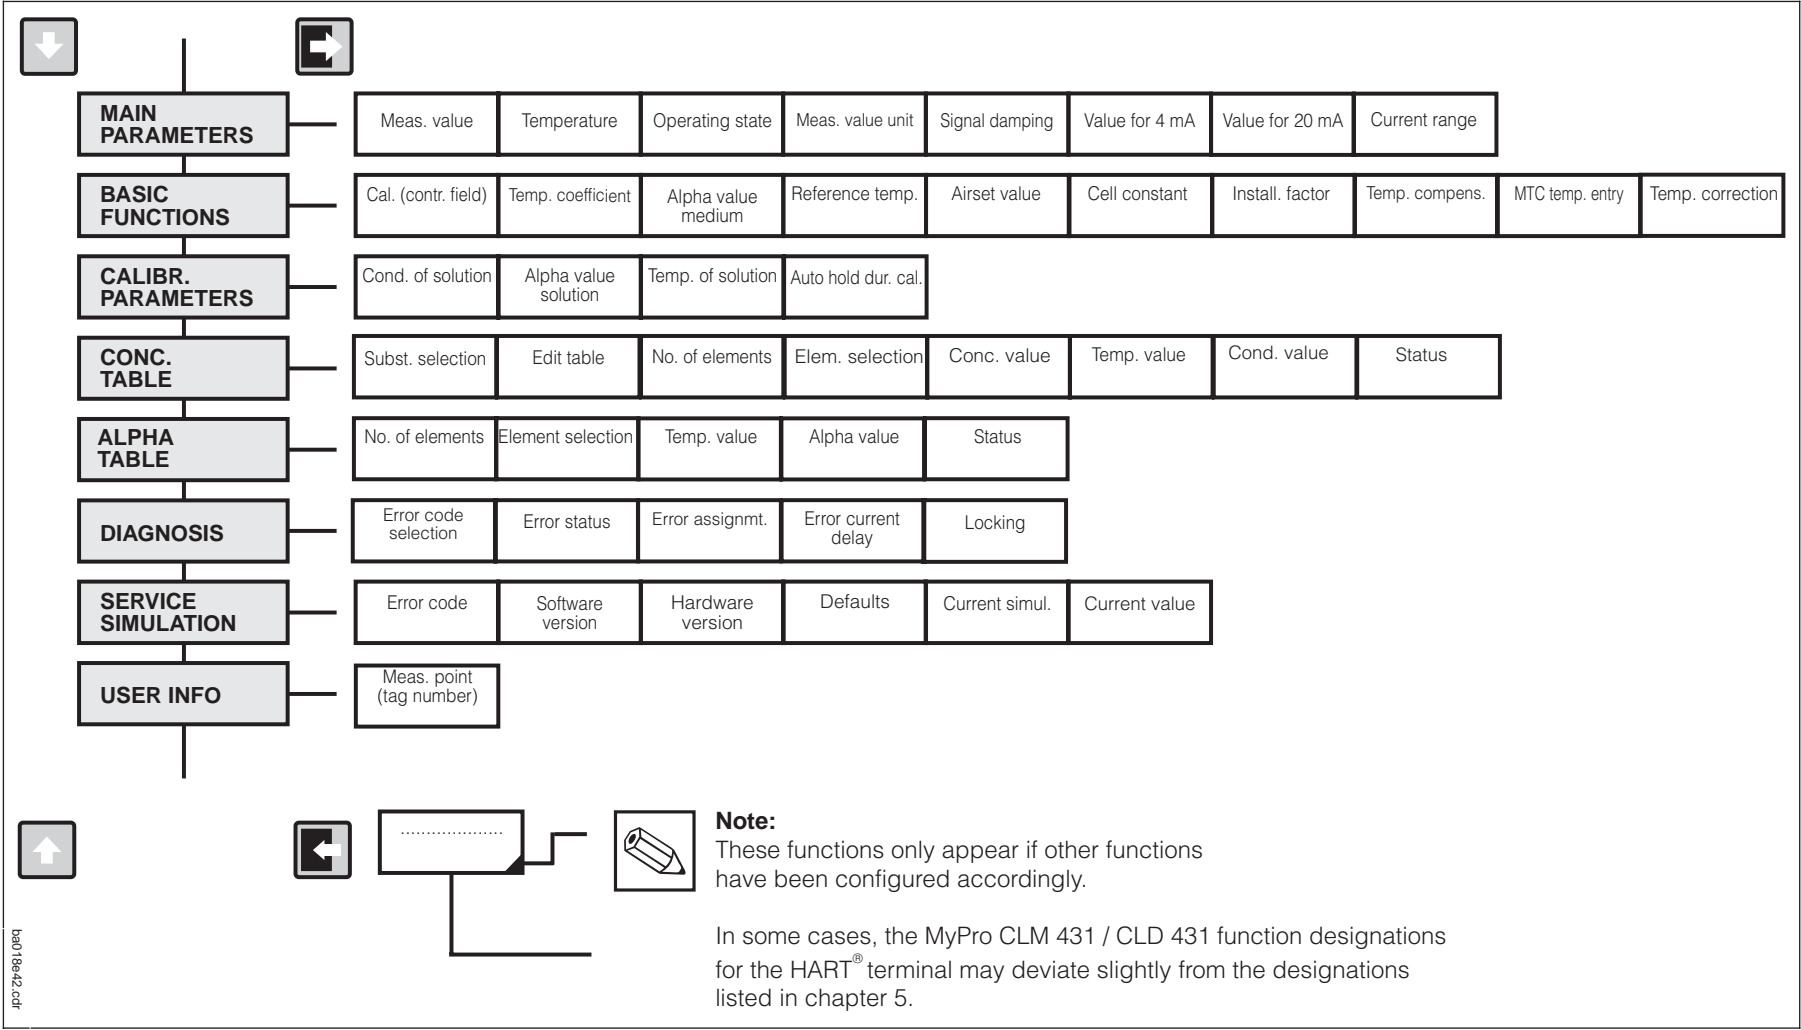 MAIN
PARAMETERS
Meas. value
Temperature
Operating state
Meas. value unit
Signal damping
Value for 4 mA
Value for 20 mA
Current range
BASIC
FUNCTIONS
Cal. (contr. field)
Temp. coefficient
Alpha value
medium
Reference temp.
Airset value
Cell constant
Install. factor
Temp. compens.
MTC temp. entry
Temp. correction
CALIBR.
PARAMETERS
Cond. of solution
Alpha value
solution
Temp. of solution
Auto hold dur. cal.
CONC.
TABLE
Subst. selection
Edit table
No. of elements
Elem. selection
Conc. value
Temp. value
Cond. value
Status
ALPHA
TABLE
No. of elements
Element selection
Temp. value
Alpha value
Status
DIAGNOSIS
Error code
selection
Error status
Error assignmt.
Error current
delay
Locking
SERVICE
SIMULATION
Error code
Software
version
Hardware
version
Defaults
Current simul.
Current value
USER INFO
Meas. point
(tag number)
....................
Note:
These functions only appear if other functions
have been configured accordingly.
In some cases, the MyPro CLM 431 / CLD 431 function designations
for the HART® terminal may deviate slightly from the designations
listed in chapter 5.
ba018e42.cdr